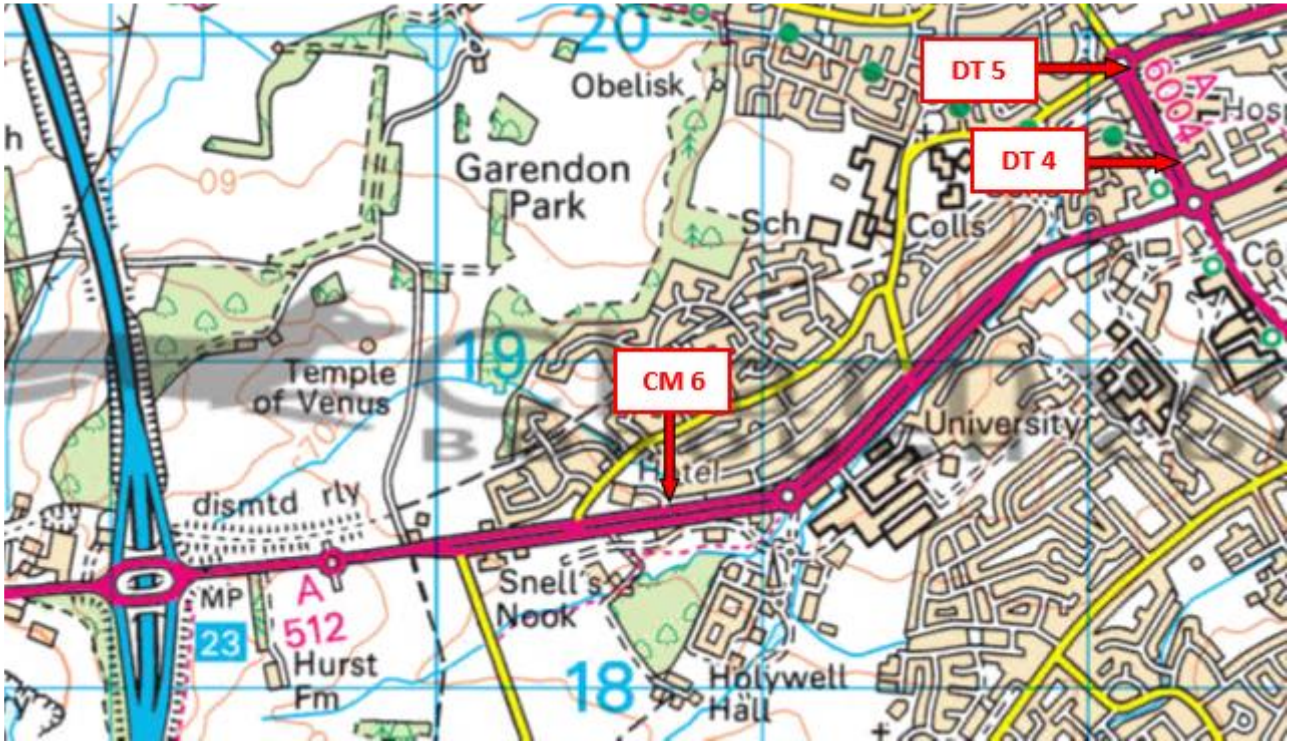 20
DT 5
Obelisk
A
6004
h
Garendon
Park
DT 4
09
Sch
Colls
19
CM 6
Temple
of Venus
70
University
Hotel
dismtd rly
Snell's
Nook
MP
A
512
23
Hurst
Fm
18
Holywell
Hall